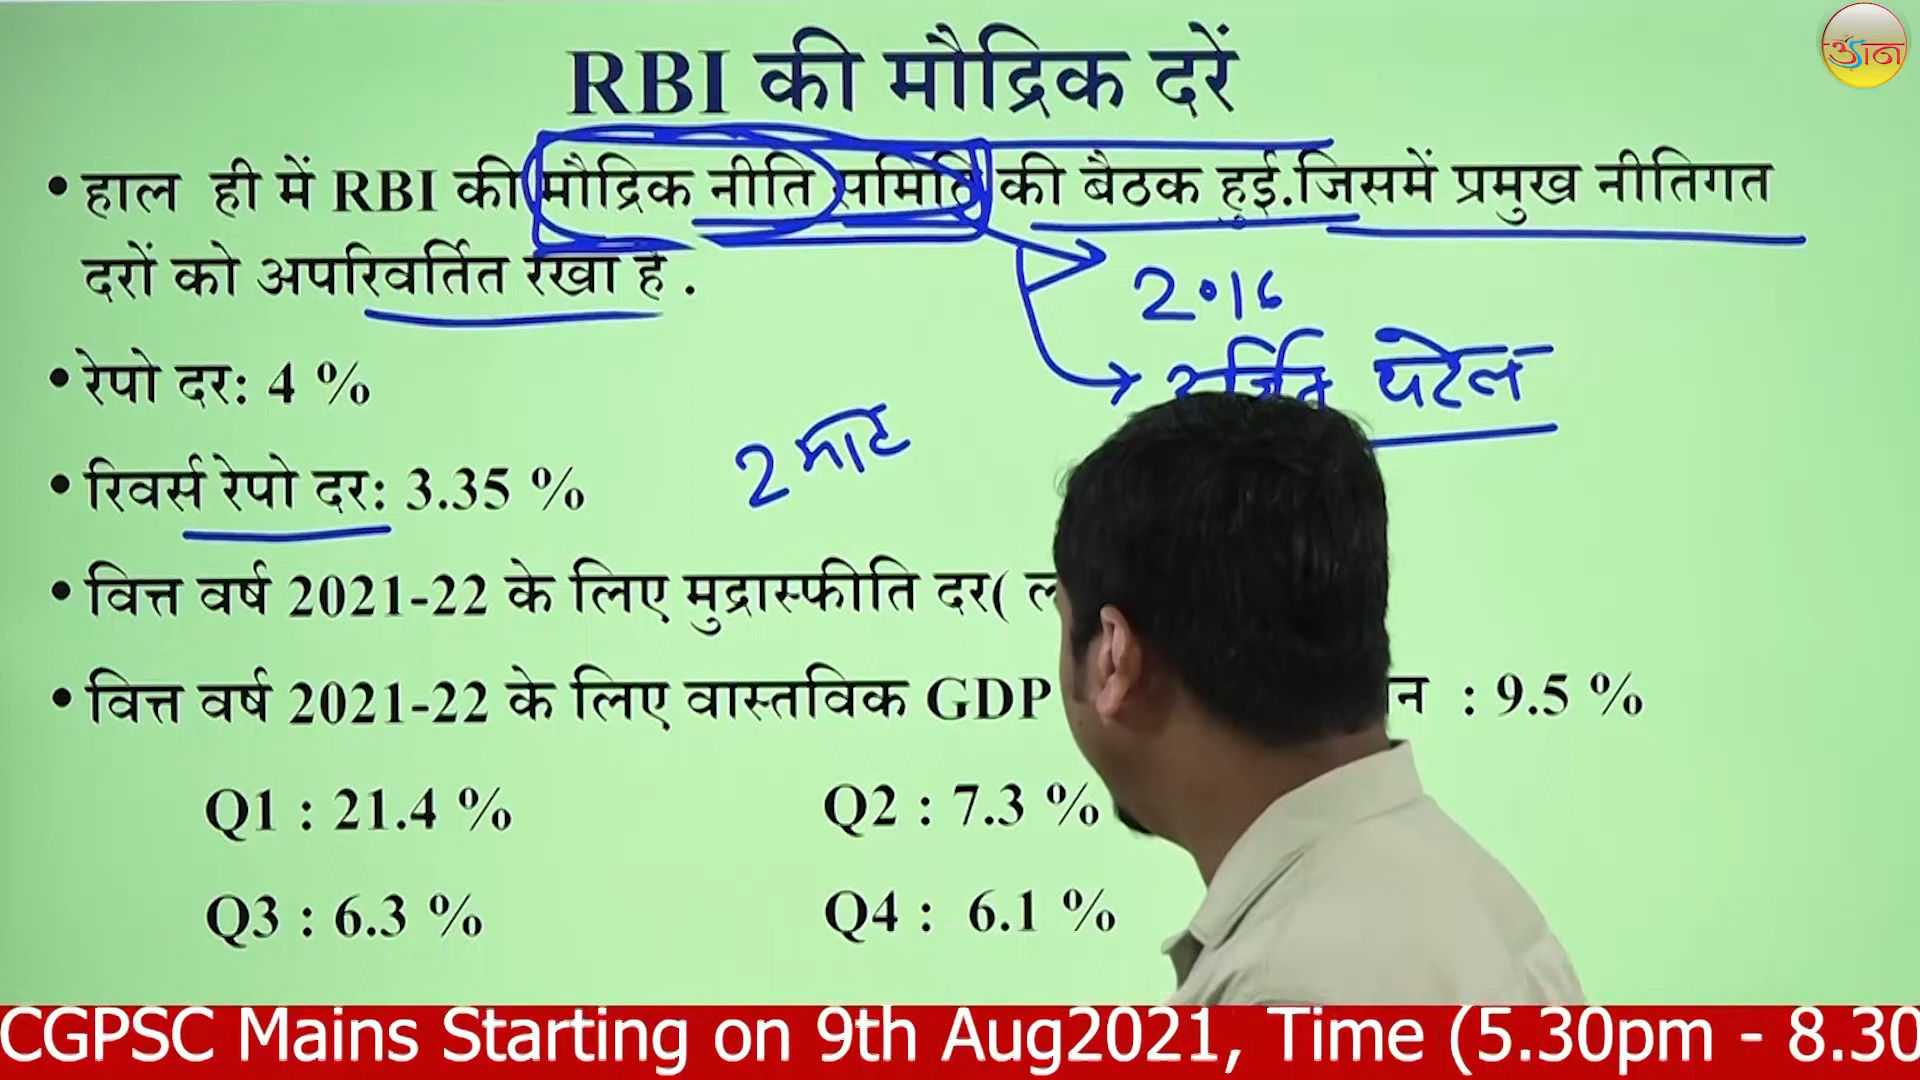 RBI की मौद्रिक दरें
• हाल ही में RBI की मौद्रिक नीति समिति की बैठक हुई.जिसमें प्रमुख नीतिगत
दरों को अपरिवर्तित रखा है .
2016
पटेल
• रेपो दर: 4 %
2 माह
• रिवर्स रेपो दर: 3.35 %
• वित्त वर्ष 2021-22 के लिए मुद्रास्फीति दर(
• वित्त वर्ष 2021-22 के लिए वास्तविक GDP न : 9.5 %
Q1 : 21.4 % Q2 : 7.3 %
Q3 : 6.3 % Q4 : 6.1 %
CGPSC Mains Starting on 9th Aug2021, Time (5.30pm - 8.30